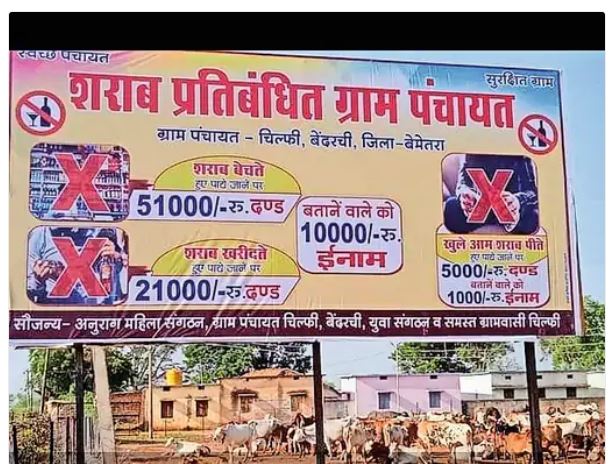 स्वच्छ पंचायत
सुरक्षित ग्राम
शराब प्रतिबंधित ग्राम पंचायत
ग्राम पंचायत - चिल्फी, बेंदरची, जिला-बेमेतरा
शराब बेचते
हुए पाये जाने पर
51000/-रु. दण्ड
शराब खरीदते
हुए पाये जाने पर
21000/-रु. दण्ड
बतानें वाले को
10000/-रु.
ईनाम
खुले आम शराब पीते
हुए पाये जाने पर
5000/-रु. दण्ड
बतानें वाले को
1000/-रु. ईनाम
सौजन्य- अनुराग महिला संगठन, ग्राम पंचायत चिल्फी, बेंदरची, युवा संगठन व समस्त ग्रामवासी चिल्फी